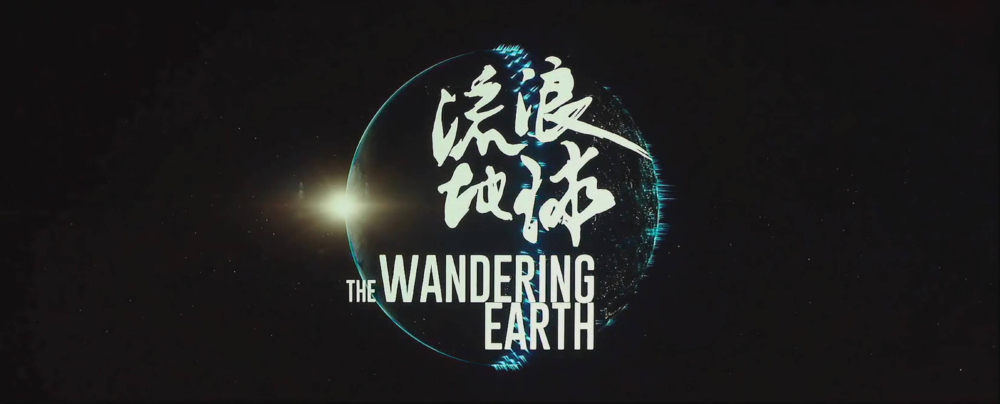 流浪
地球
THE WANDERING
EARTH